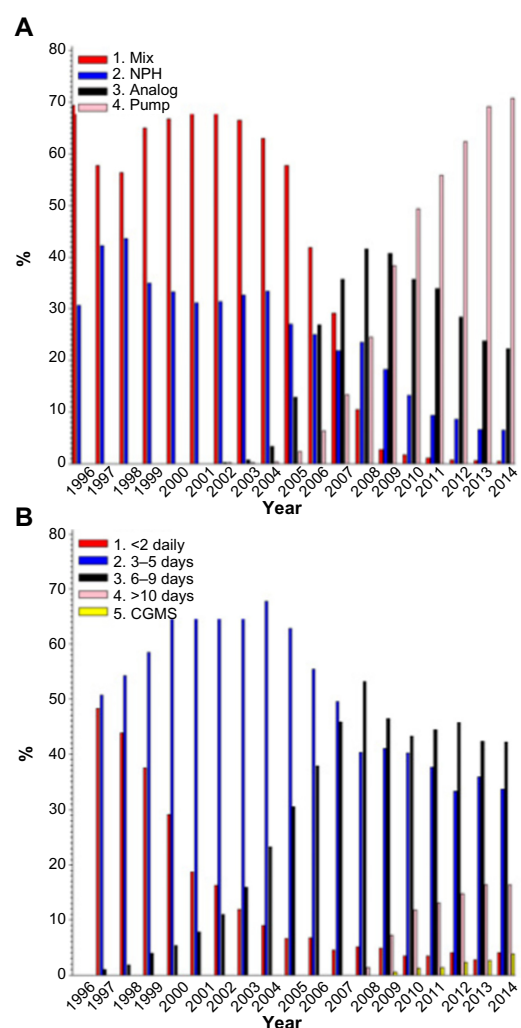 A
80
70
60
50
40
30
20
10
0
%
1. Mix
2. NPH
3. Analog
4. Pump
1996 1997 1998 1999 2000 2001 2002 2003 2004 2005 2006 2007 2008 2009 2010 2011 2012 2013 2014
Year
B
80
70
60
50
40
30
20
10
0
%
1. <2 daily
2. 3–5 days
3. 6–9 days
4. >10 days
5. CGMS
1996 1997 1998 1999 2000 2001 2002 2003 2004 2005 2006 2007 2008 2009 2010 2011 2012 2013 2014
Year